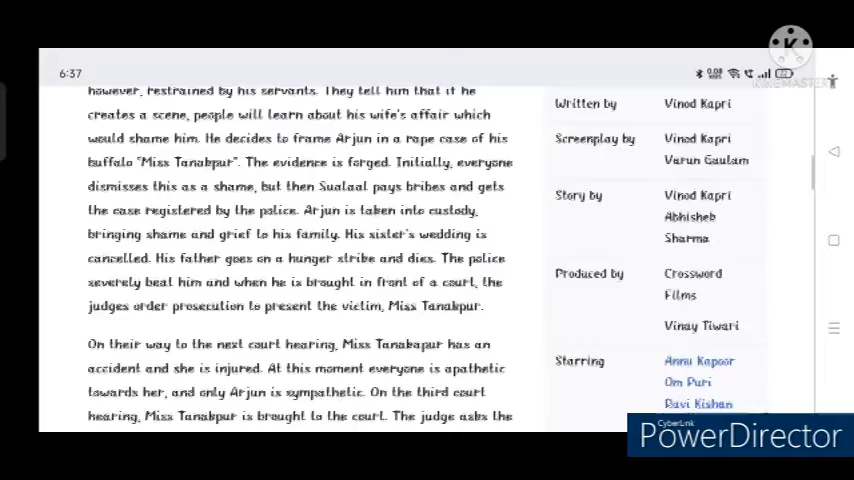 6:37
0.08
22
KINEMASTER
however, restrained by his servants. They tell him that if he
creates a scene, people will learn about his wife's affair which
would shame him. He decides to frame Arjun in a rape case of his
buffalo "Miss Tanakpur". The evidence is forged. Initially, everyone
dismisses this as a shame, but then Sualaal pays bribes and gets
the case registered by the police. Arjun is taken into custody,
bringing shame and grief to his family. His sister's wedding is
cancelled. His father goes on a hunger strike and dies. The police
severely beat him and when he is brought in front of a court, the
judges order prosecution to present the victim, Miss Tanakpur.
On their way to the next court hearing, Miss Tanakapur has an
accident and she is injured. At this moment everyone is apathetic
towards her, and only Arjun is sympathetic. On the third court
hearing, Miss Tanakpur is brought to the court. The judge asks the
Written by Vinod Kapri
Screenplay by Vinod Kapri
Varun Gautam
Story by Vinod Kapri
Abhishek
Sharma
Produced by Crossword
Films
Vinay Tiwari
Starring Annu Kapoor
Om Puri
Ravi Kishan
CyberLink
PowerDirector